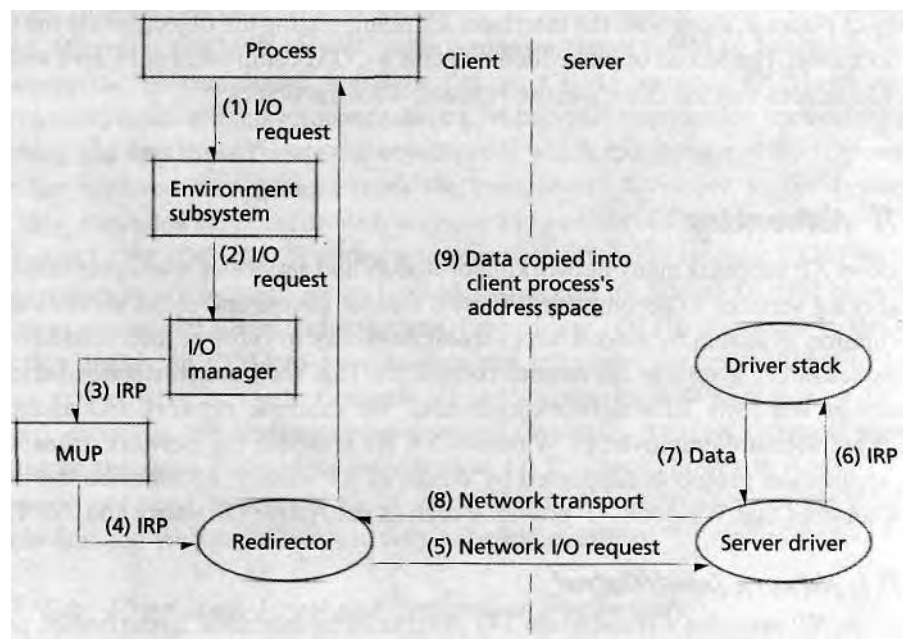 Process
Client
Server
(1) I/O
request
Environment
subsystem
(2) I/O
request
(9) Data copied into
client process's
address space
I/O
manager
(3) IRP
Driver stack
MUP
(7) Data
(6) IRP
(8) Network transport
(4) IRP
Redirector
(5) Network I/O request
Server driver